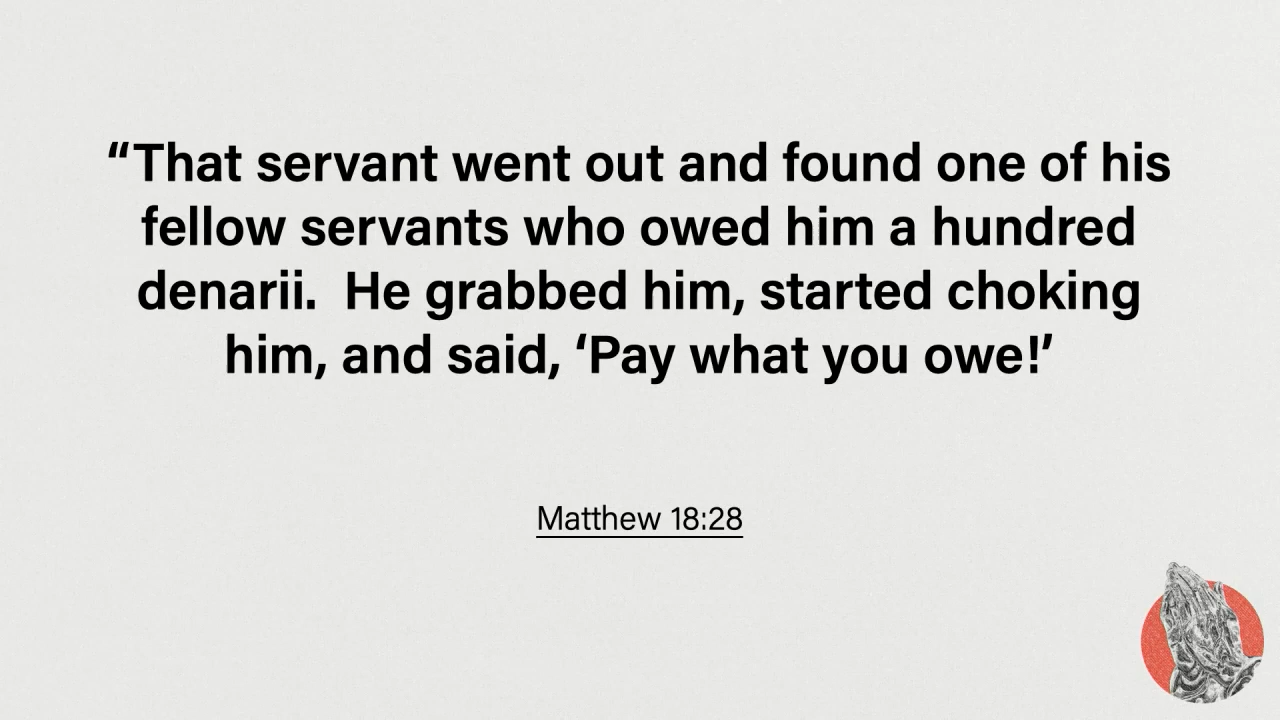 “That servant went out and found one of his
fellow servants who owed him a hundred
denarii.  He grabbed him, started choking
him, and said, ‘Pay what you owe!’
Matthew 18:28